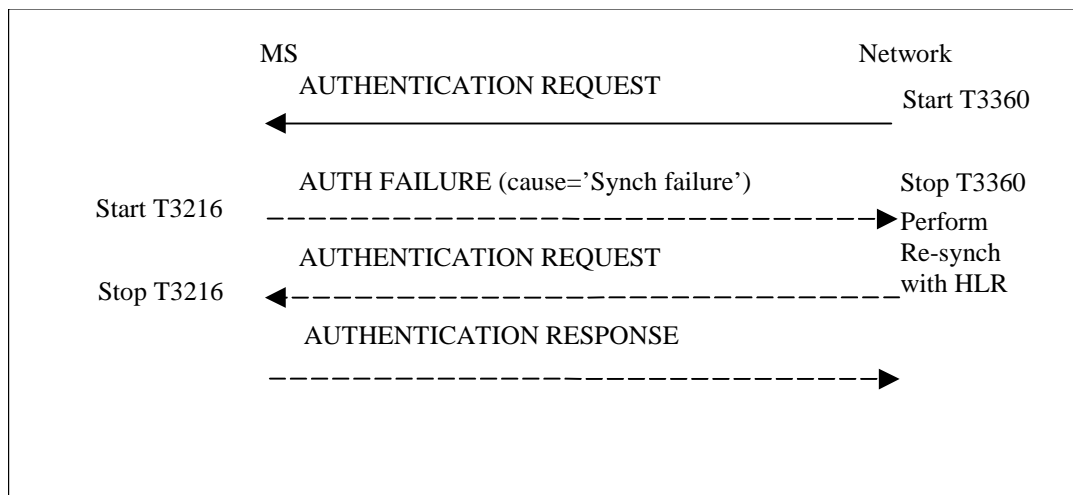 MS Network
AUTHENTICATION REQUEST
Start T3360
AUTH FAILURE (cause=’Synch failure’)
Stop T3360
Start T3216
Perform
Re-synch
with HLR
AUTHENTICATION REQUEST
Stop T3216
AUTHENTICATION RESPONSE